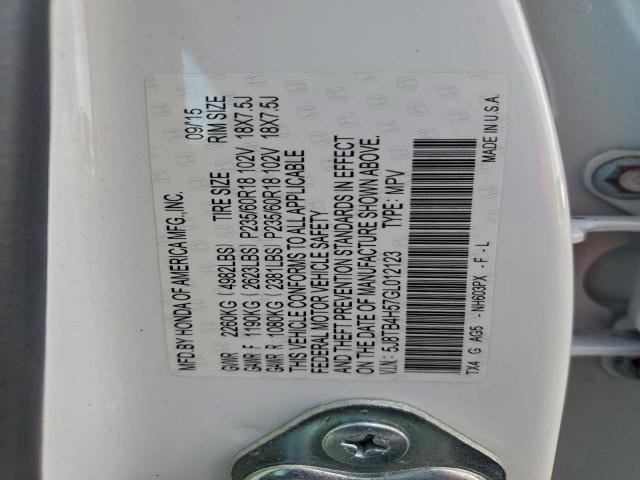 MFD.BY HONDA OF AMERICA MFG.,INC. 09/15
TIRE SIZE RIM SIZE
GVWR 2260KG (4982LBS)
GAWR F 1190KG (2623LBS) P235/60R18 102V 18X7.5J
GAWR R 1080KG (2381LBS) P235/60R18 102V 18X7.5J
THIS VEHICLE CONFORMS TO ALL APPLICABLE
FEDERAL MOTOR VEHICLE SAFETY
AND THEFT PREVENTION STANDARDS IN EFFECT
ON THE DATE OF MANUFACTURE SHOWN ABOVE.
V.I.N: 5J8TB4H57GL012123 TYPE: MPV
TX4 G AG5 -NH603PX - F - L MADE IN U.S.A.